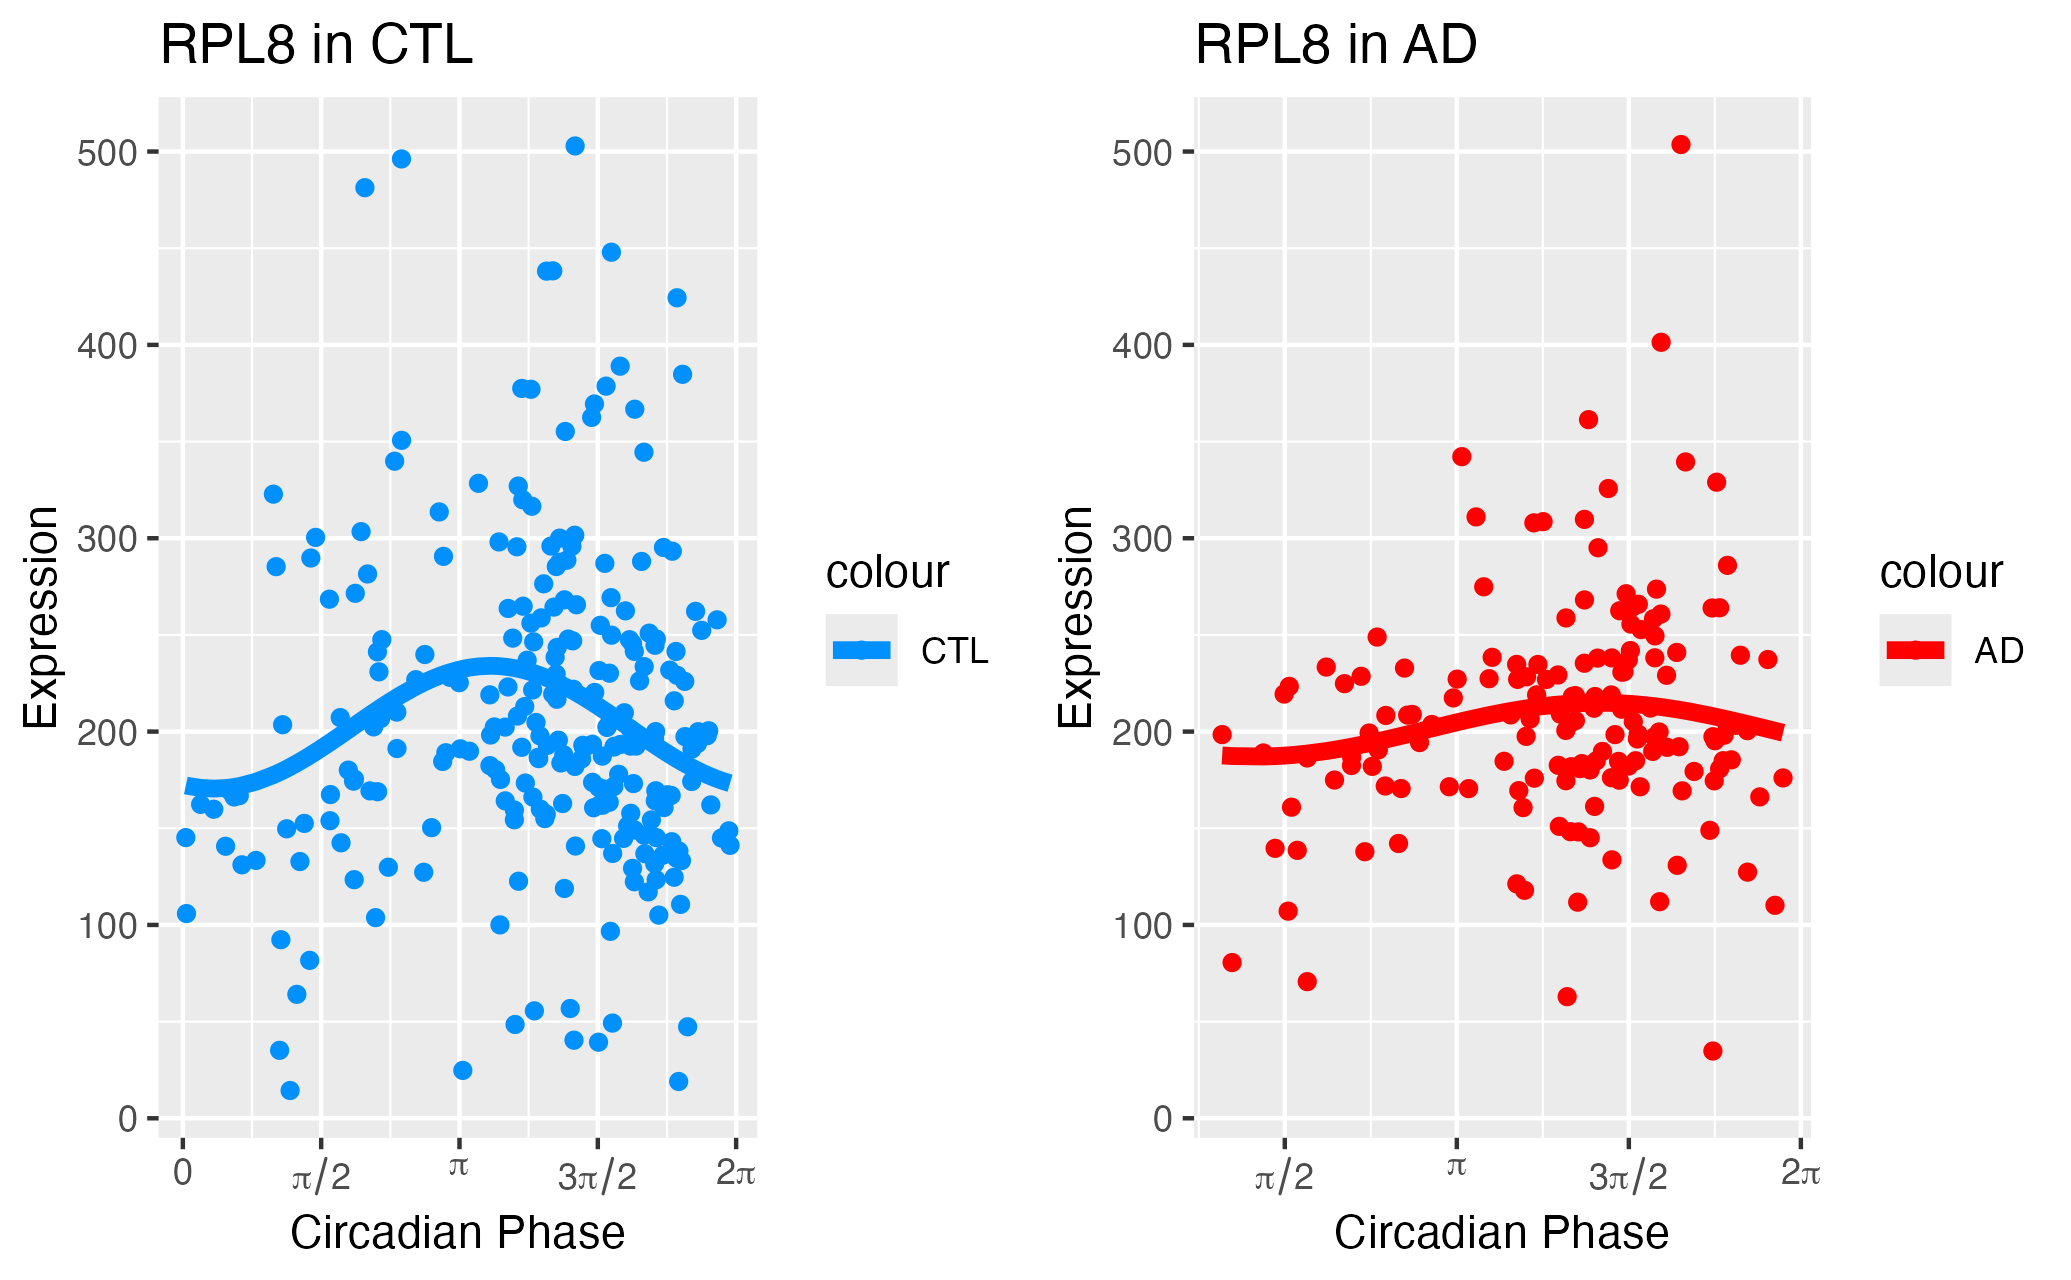 RPL8 in CTL
500
400
300
200
100
0
Expression
0
π/2
π
3π/2
2π
Circadian Phase
colour
CTL
RPL8 in AD
500
400
300
200
100
0
Expression
π/2
π
3π/2
2π
Circadian Phase
colour
AD